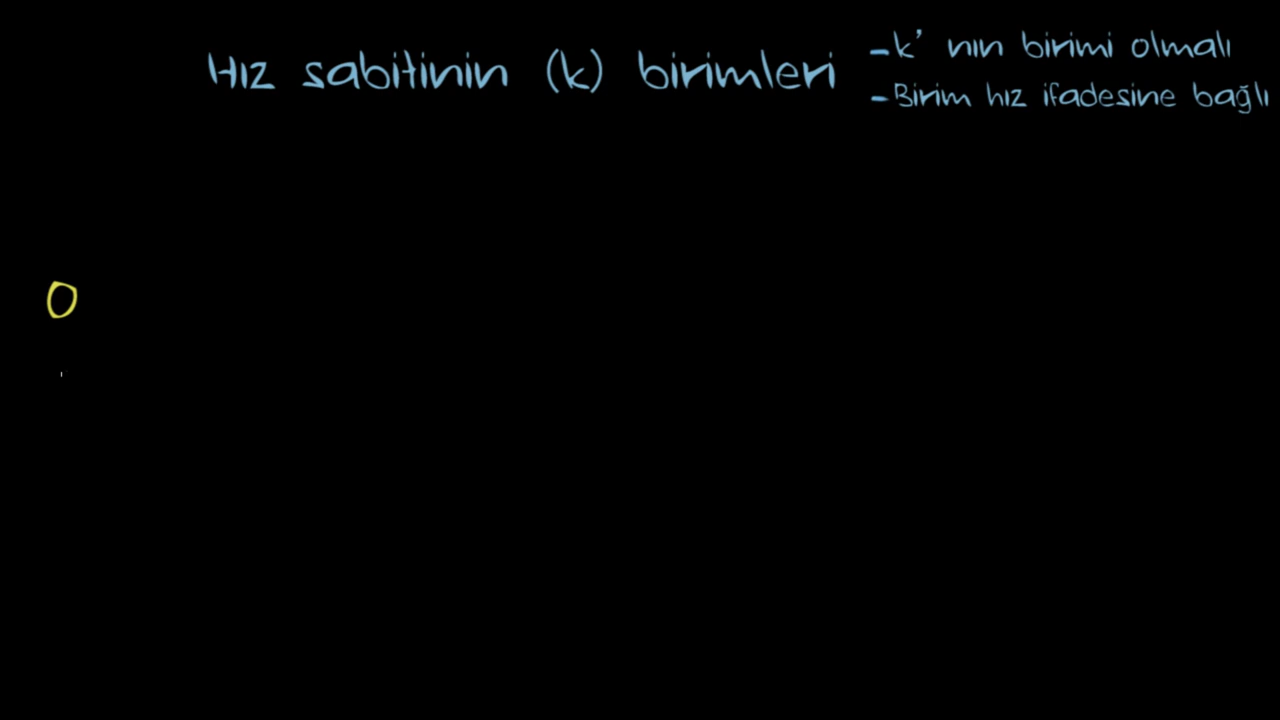 Hız sabitinin (k) birimleri
-k' nın birimi olmalı
-Birim hız ifadesine bağlı
0